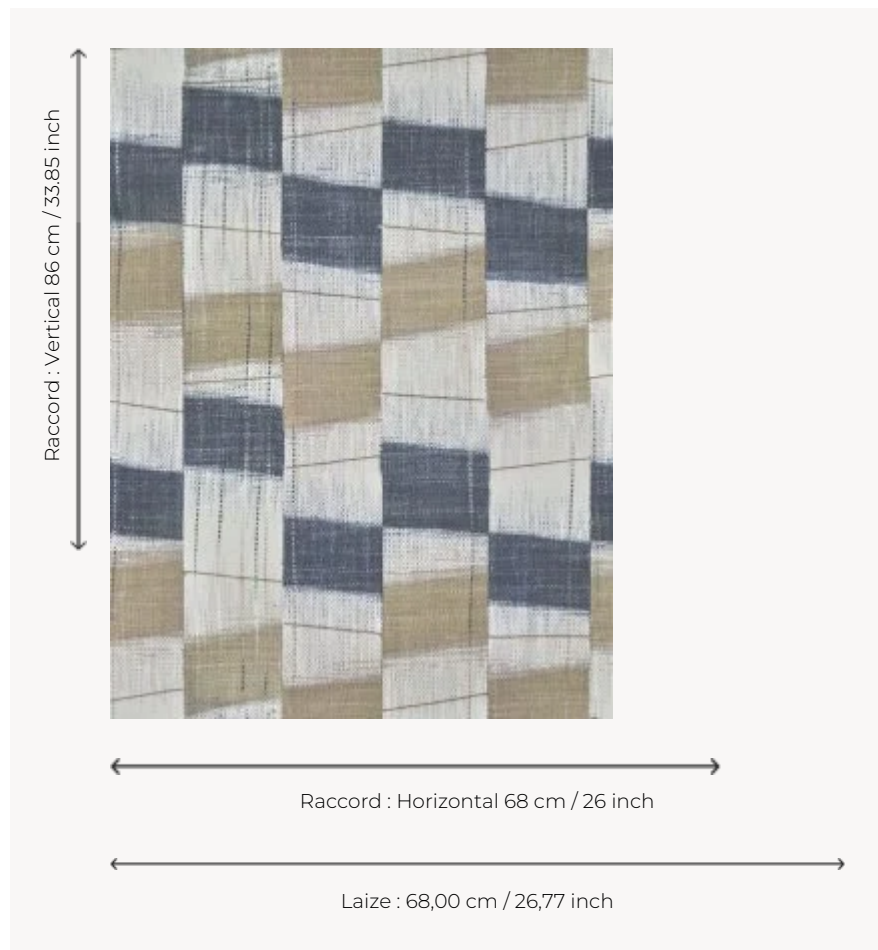 Raccord : Vertical 86 cm / 33.85 inch
Raccord : Horizontal 68 cm / 26 inch
Laize : 68,00 cm / 26,77 inch